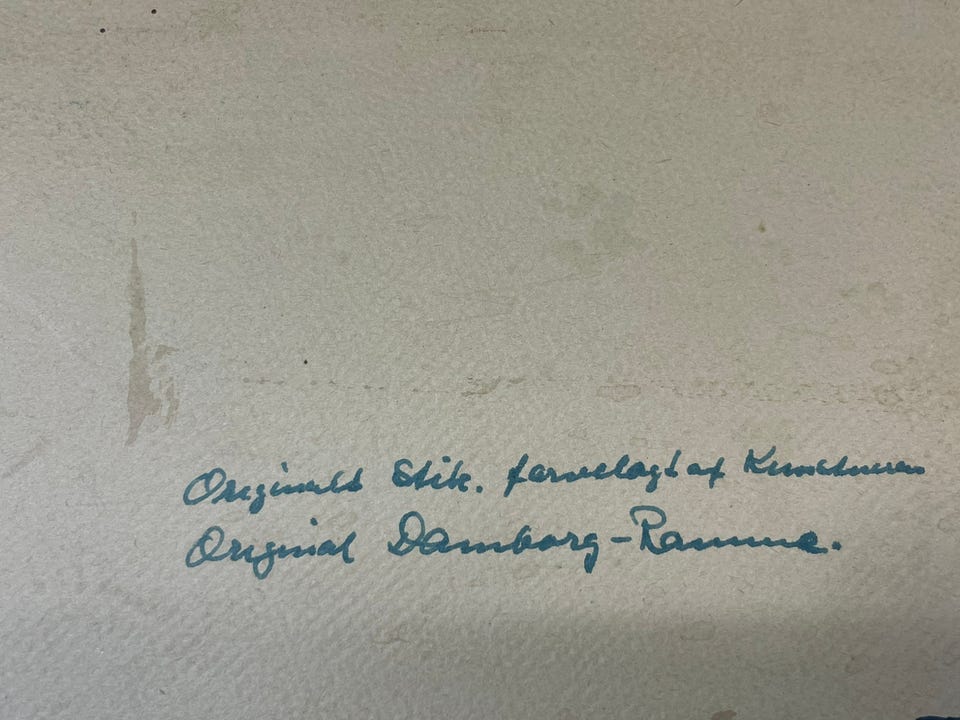 Originalt Stik. farvelagt af Kunstneren
Original Damborg-Ramme.